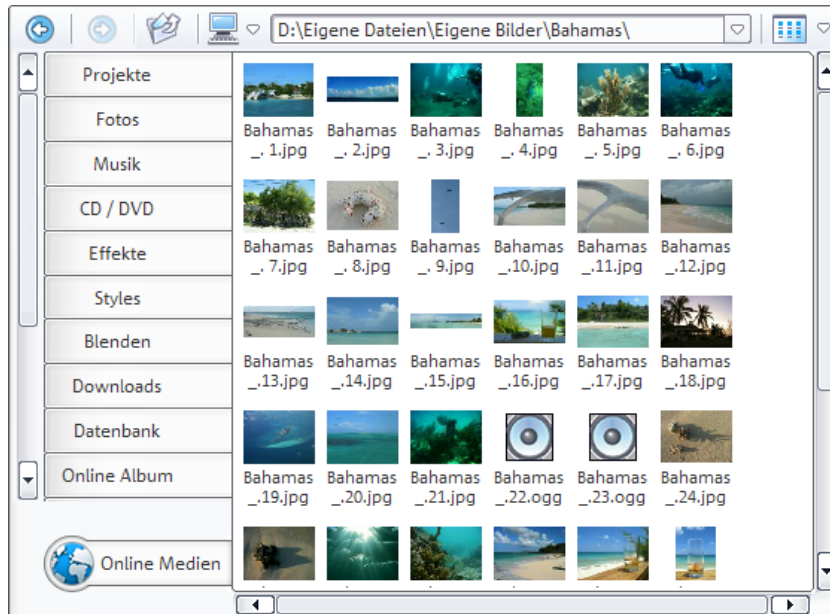 D:\Eigene Dateien\Eigene Bilder\Bahamas\
Projekte
Fotos
Musik
CD / DVD
Effekte
Styles
Blenden
Downloads
Datenbank
Online Album
Online Medien
Bahamas Bahamas Bahamas Bahamas Bahamas Bahamas
_. 1.jpg _. 2.jpg _. 3.jpg _. 4.jpg _. 5.jpg _. 6.jpg
Bahamas Bahamas Bahamas Bahamas Bahamas Bahamas
_. 7.jpg _. 8.jpg _. 9.jpg _.10.jpg _.11.jpg _.12.jpg
Bahamas Bahamas Bahamas Bahamas Bahamas Bahamas
_.13.jpg _.14.jpg _.15.jpg _.16.jpg _.17.jpg _.18.jpg
Bahamas Bahamas Bahamas Bahamas Bahamas Bahamas
_.19.jpg _.20.jpg _.21.jpg _.22.ogg _.23.ogg _.24.jpg